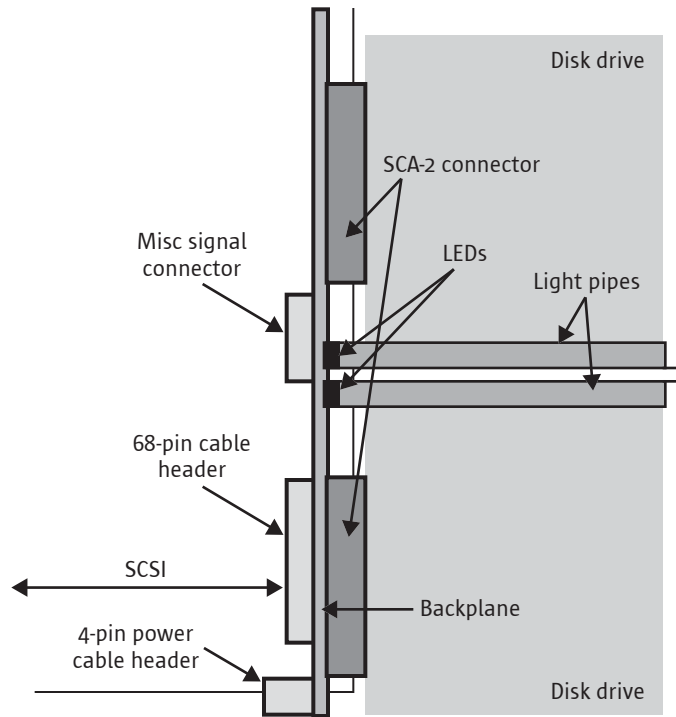 Disk drive
SCA-2 connector
Misc signal
connector
LEDs
Light pipes
68-pin cable
header
SCSI
Backplane
4-pin power
cable header
Disk drive